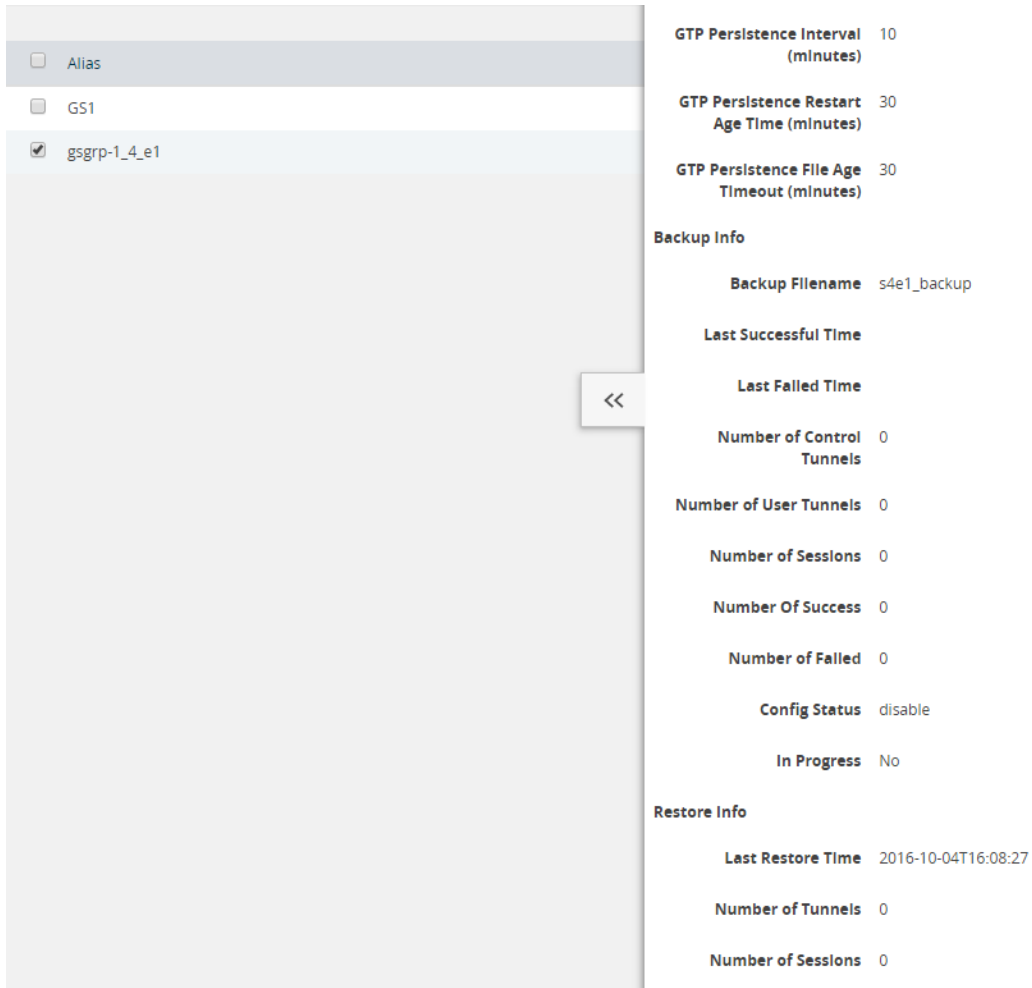 Alias
GS1
gsgrp-1_4_e1
GTP Persistence Interval 10
(minutes)
GTP Persistence Restart 30
Age Time (minutes)
GTP Persistence File Age 30
Timeout (minutes)
Backup Info
Backup Filename s4e1_backup
Last Successful Time
Last Failed Time
<<
Number of Control 0
Tunnels
Number of User Tunnels 0
Number of Sessions 0
Number Of Success 0
Number of Failed 0
Config Status disable
In Progress No
Restore Info
Last Restore Time 2016-10-04T16:08:27
Number of Tunnels 0
Number of Sessions 0